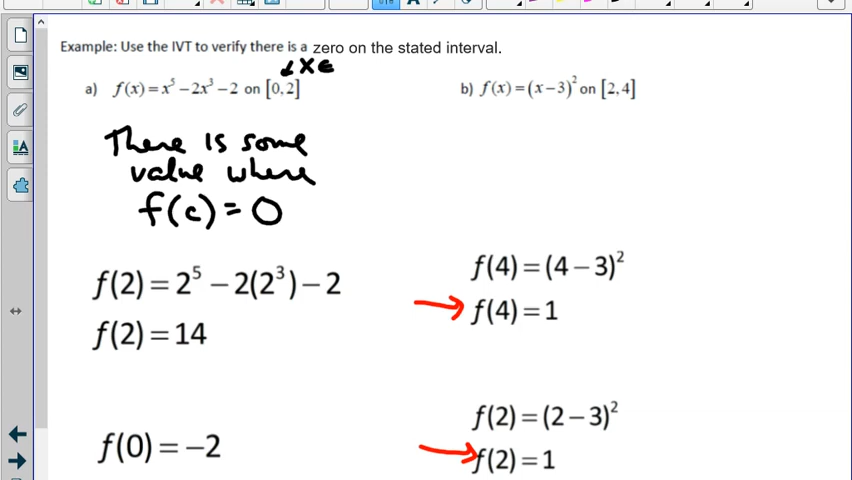 Example: Use the IVT to verify there is a zero on the stated interval.
x∈
a) f(x) = x⁵ − 2x³ − 2 on [0,2]
b) f(x) = (x − 3)² on [2,4]
There is some
value where
f(c) = 0
f(2) = 2⁵ − 2(2³) − 2
f(2) = 14
f(0) = −2
f(4) = (4 − 3)²
f(4) = 1
f(2) = (2 − 3)²
f(2) = 1